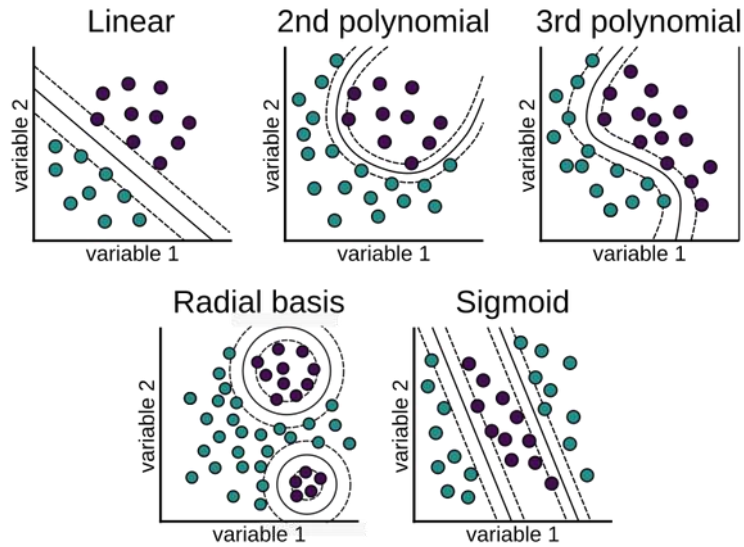 Linear
2nd polynomial
3rd polynomial
variable 2
variable 1
variable 2
variable 1
variable 2
variable 1
Radial basis
Sigmoid
variable 2
variable 1
variable 2
variable 1